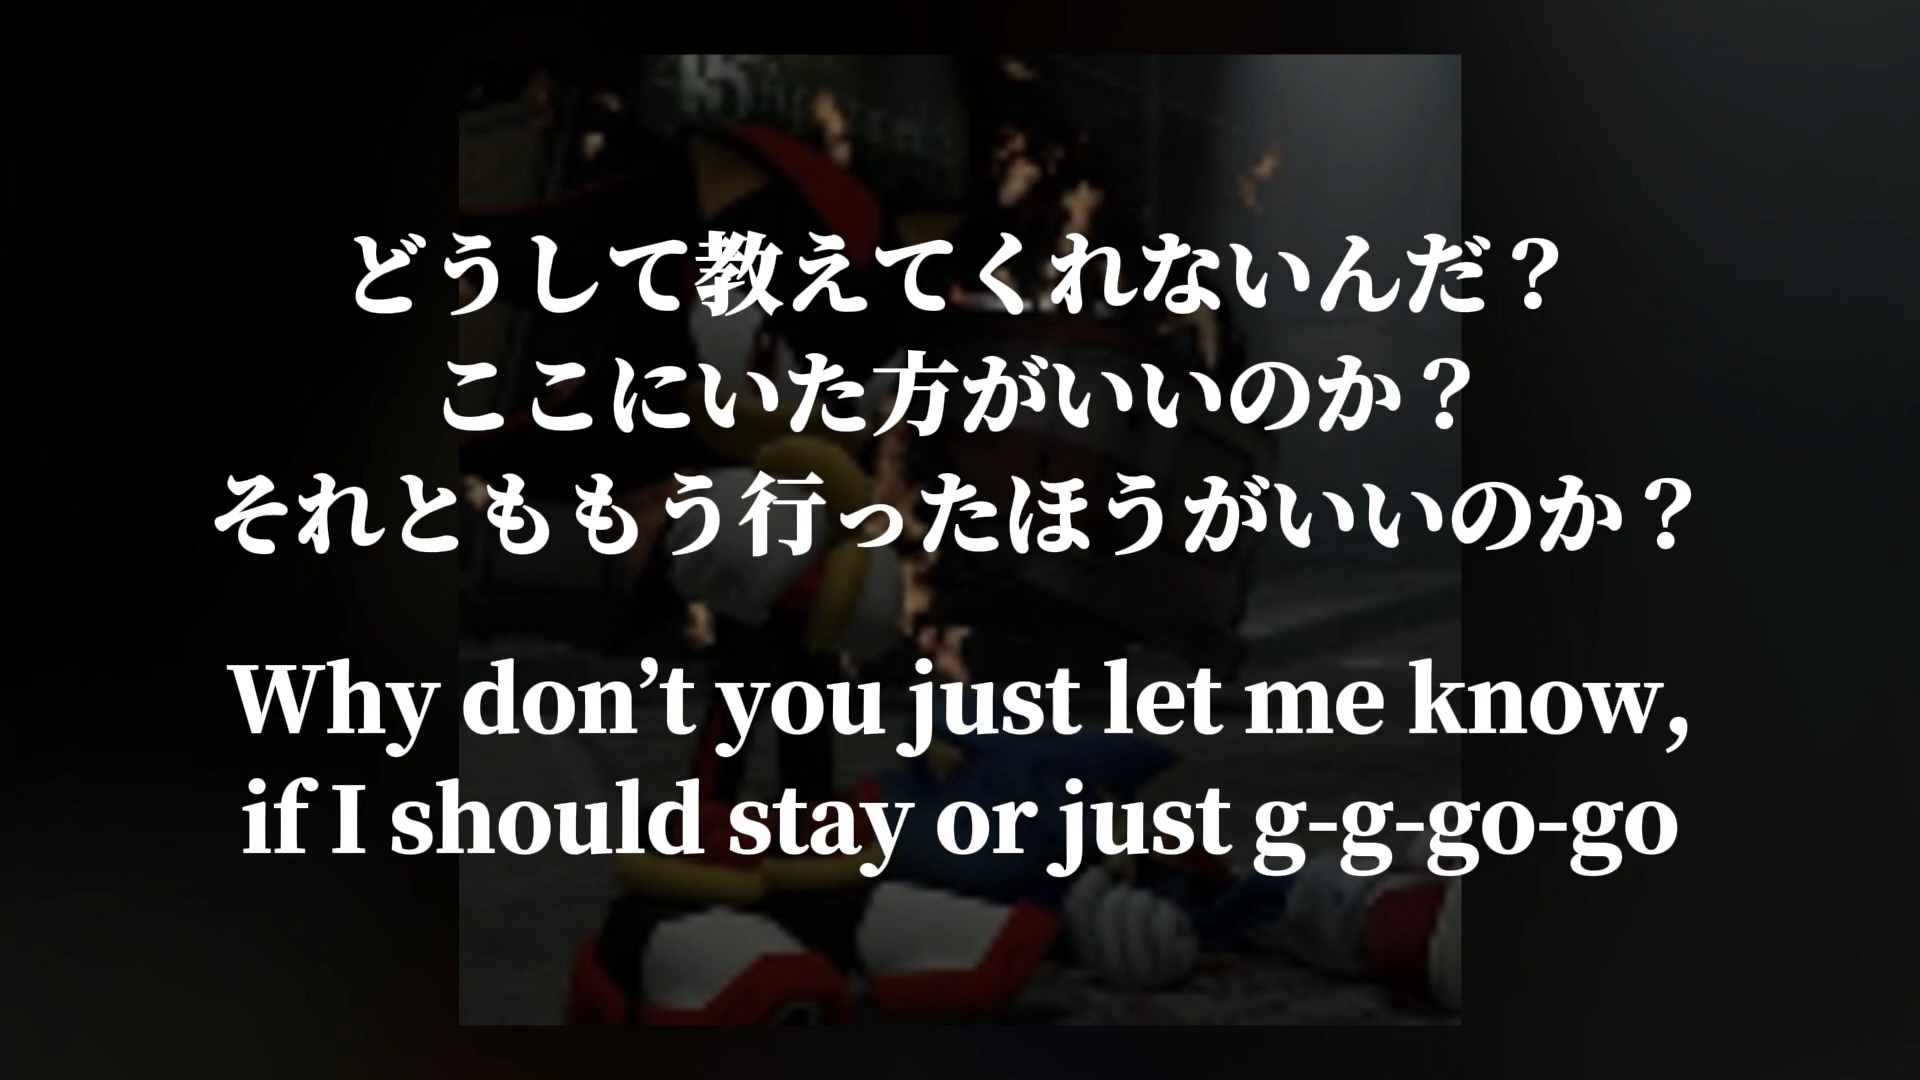 どうして教えてくれないんだ？
ここにいた方がいいのか？
それとももう行ったほうがいいのか？
Why don’t you just let me know,
if I should stay or just g-g-go-go